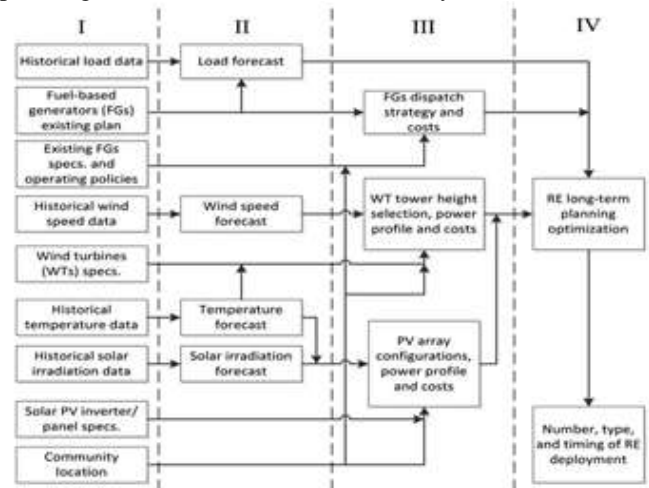 I
II
III
IV
Historical load data
Load forecast
Fuel-based
generators (FGs)
existing plan
FGs dispatch
strategy and
costs
Existing FGs
specs. and
operating policies
Historical wind
speed data
Wind speed
forecast
WT tower height
selection, power
profile and costs
RE long-term
planning
optimization
Wind turbines
(WTs) specs.
Historical
temperature data
Temperature
forecast
Historical solar
irradiation data
Solar irradiation
forecast
PV array
configurations,
power profile
and costs
Solar PV inverter/
panel specs.
Community
location
Number, type,
and timing of RE
deployment